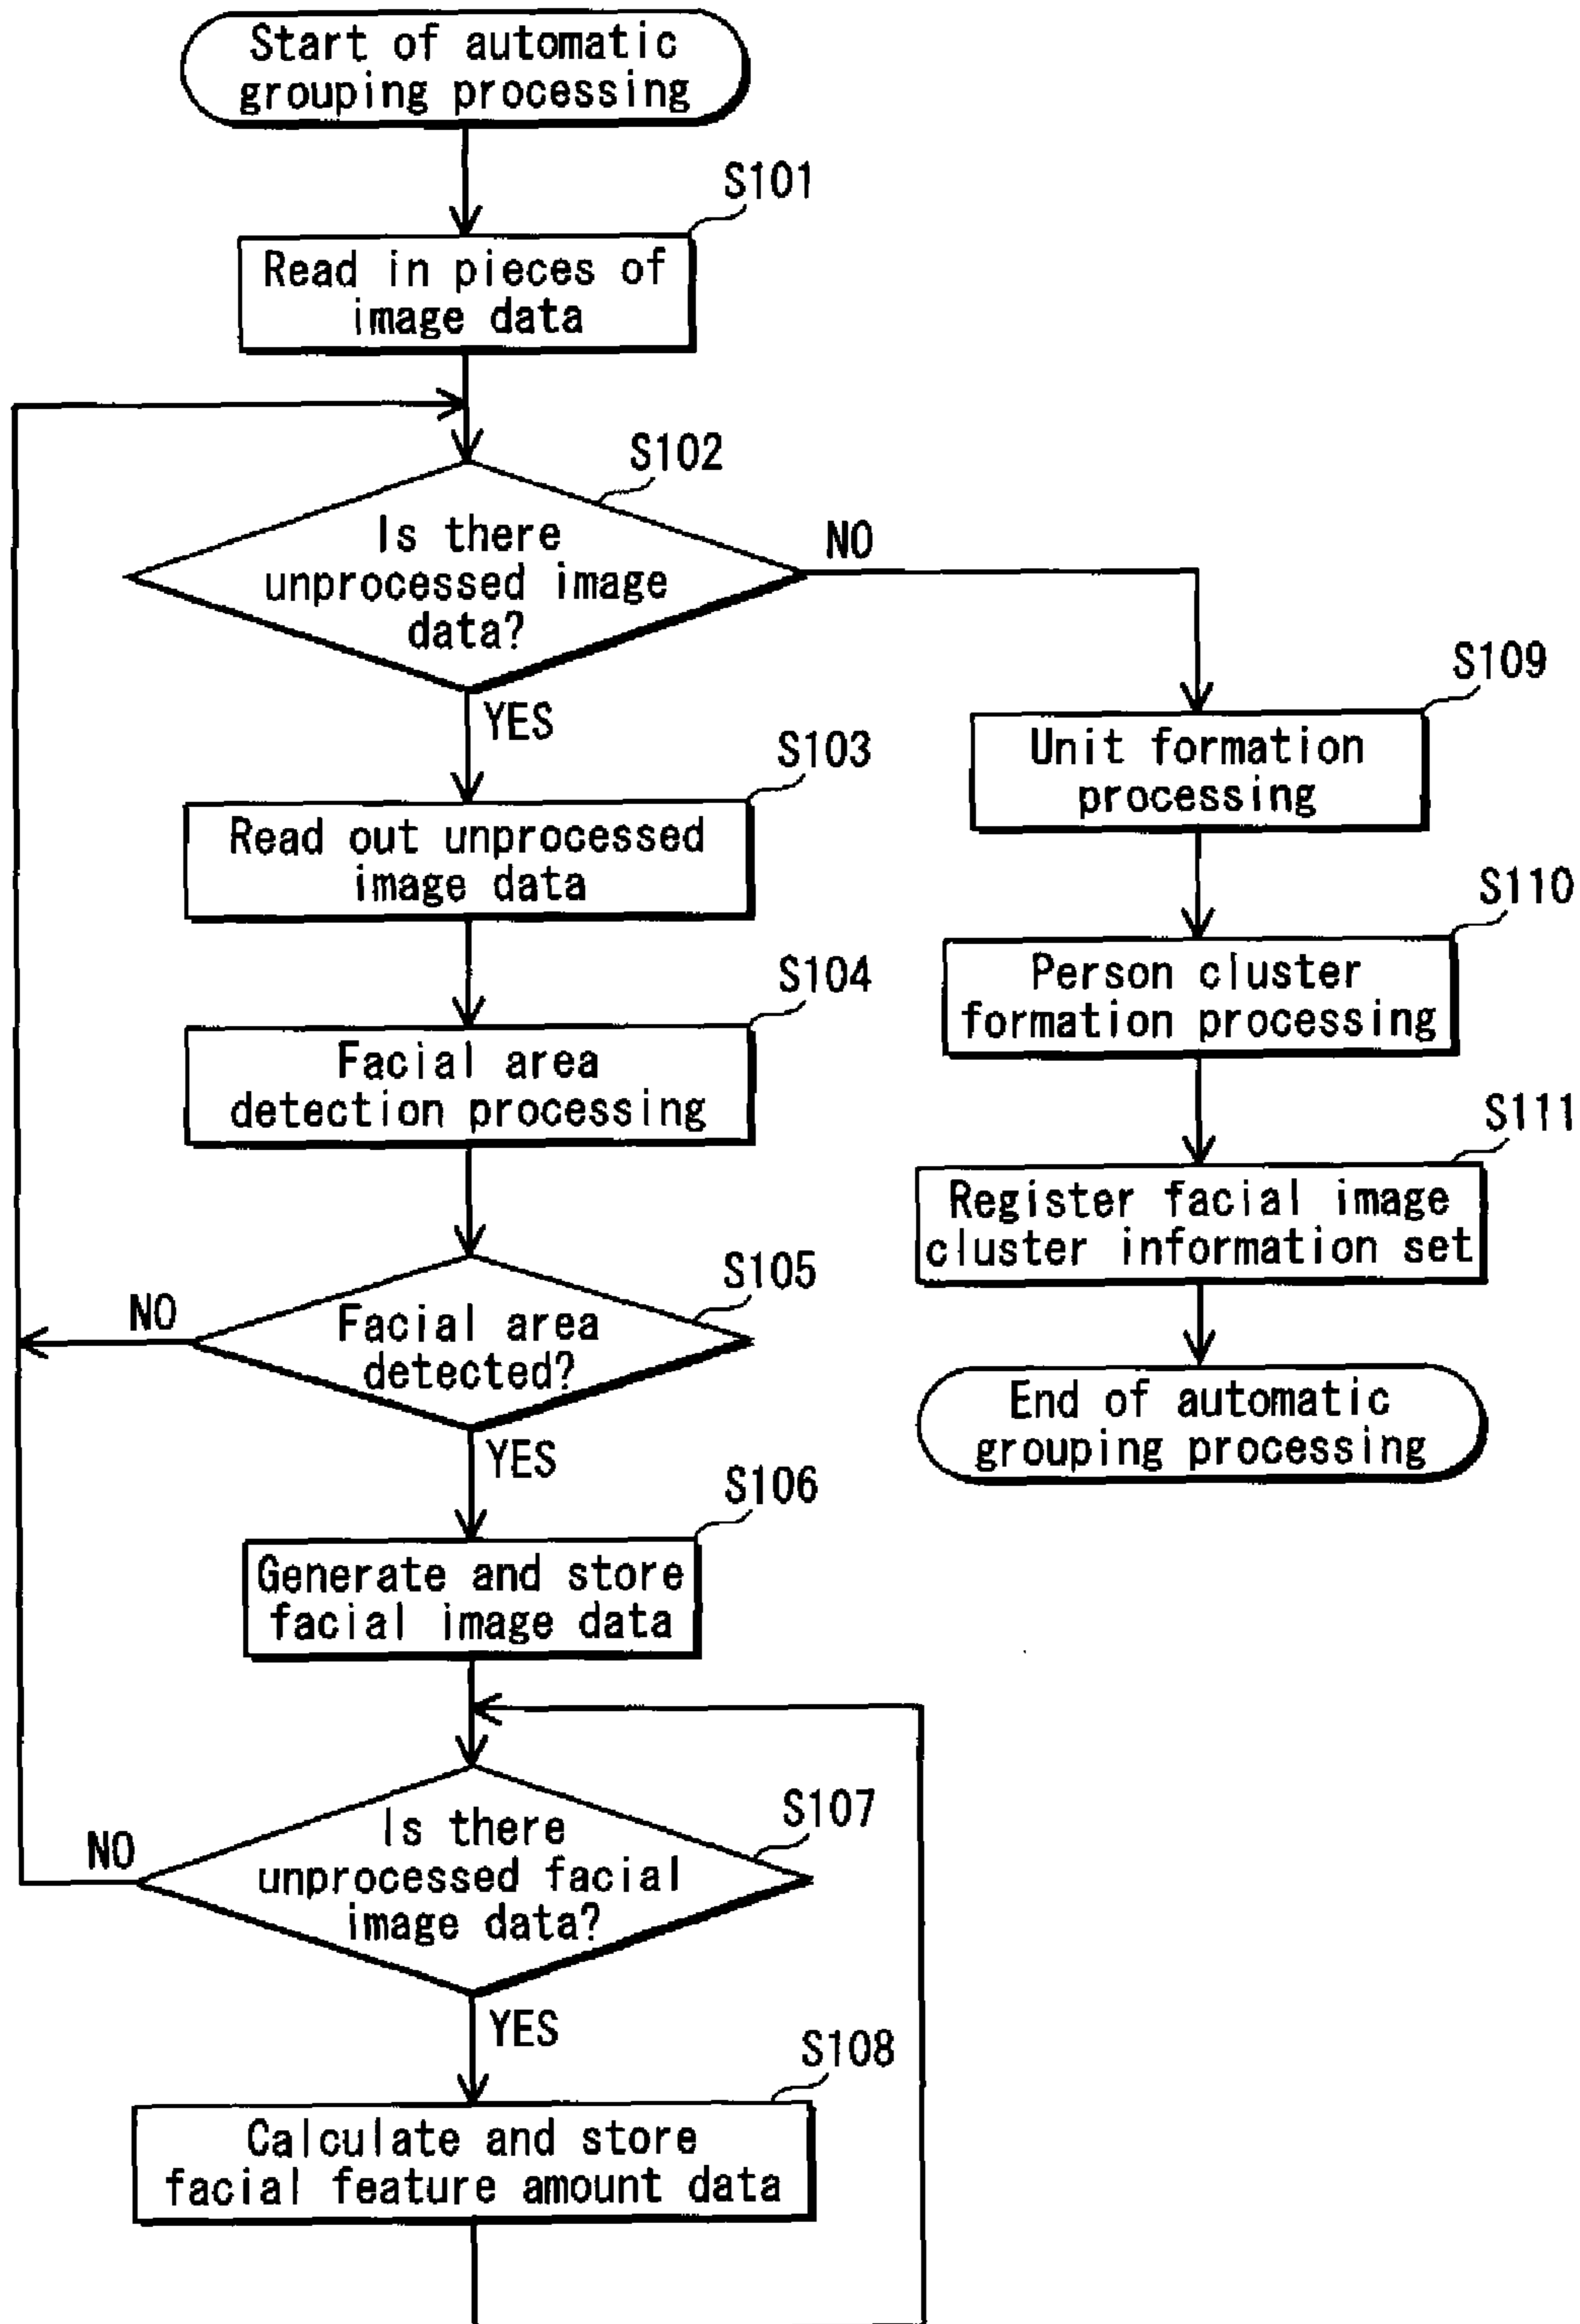 Start of automatic
grouping processing
S101
Read in pieces of
image data
S102
Is there
unprocessed image
data?
NO
YES
S103
Read out unprocessed
image data
S104
Facial area
detection processing
S105
Facial area
detected?
NO
YES
S106
Generate and store
facial image data
S107
Is there
unprocessed facial
image data?
NO
YES
S108
Calculate and store
facial feature amount data
S109
Unit formation
processing
S110
Person cluster
formation processing
S111
Register facial image
cluster information set
End of automatic
grouping processing